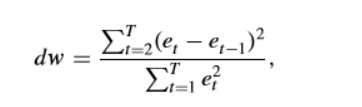 dw = \frac{\sum_{t=2}^{T}(e_t − e_{t−1})^2}{\sum_{t=1}^{T} e_t^2},